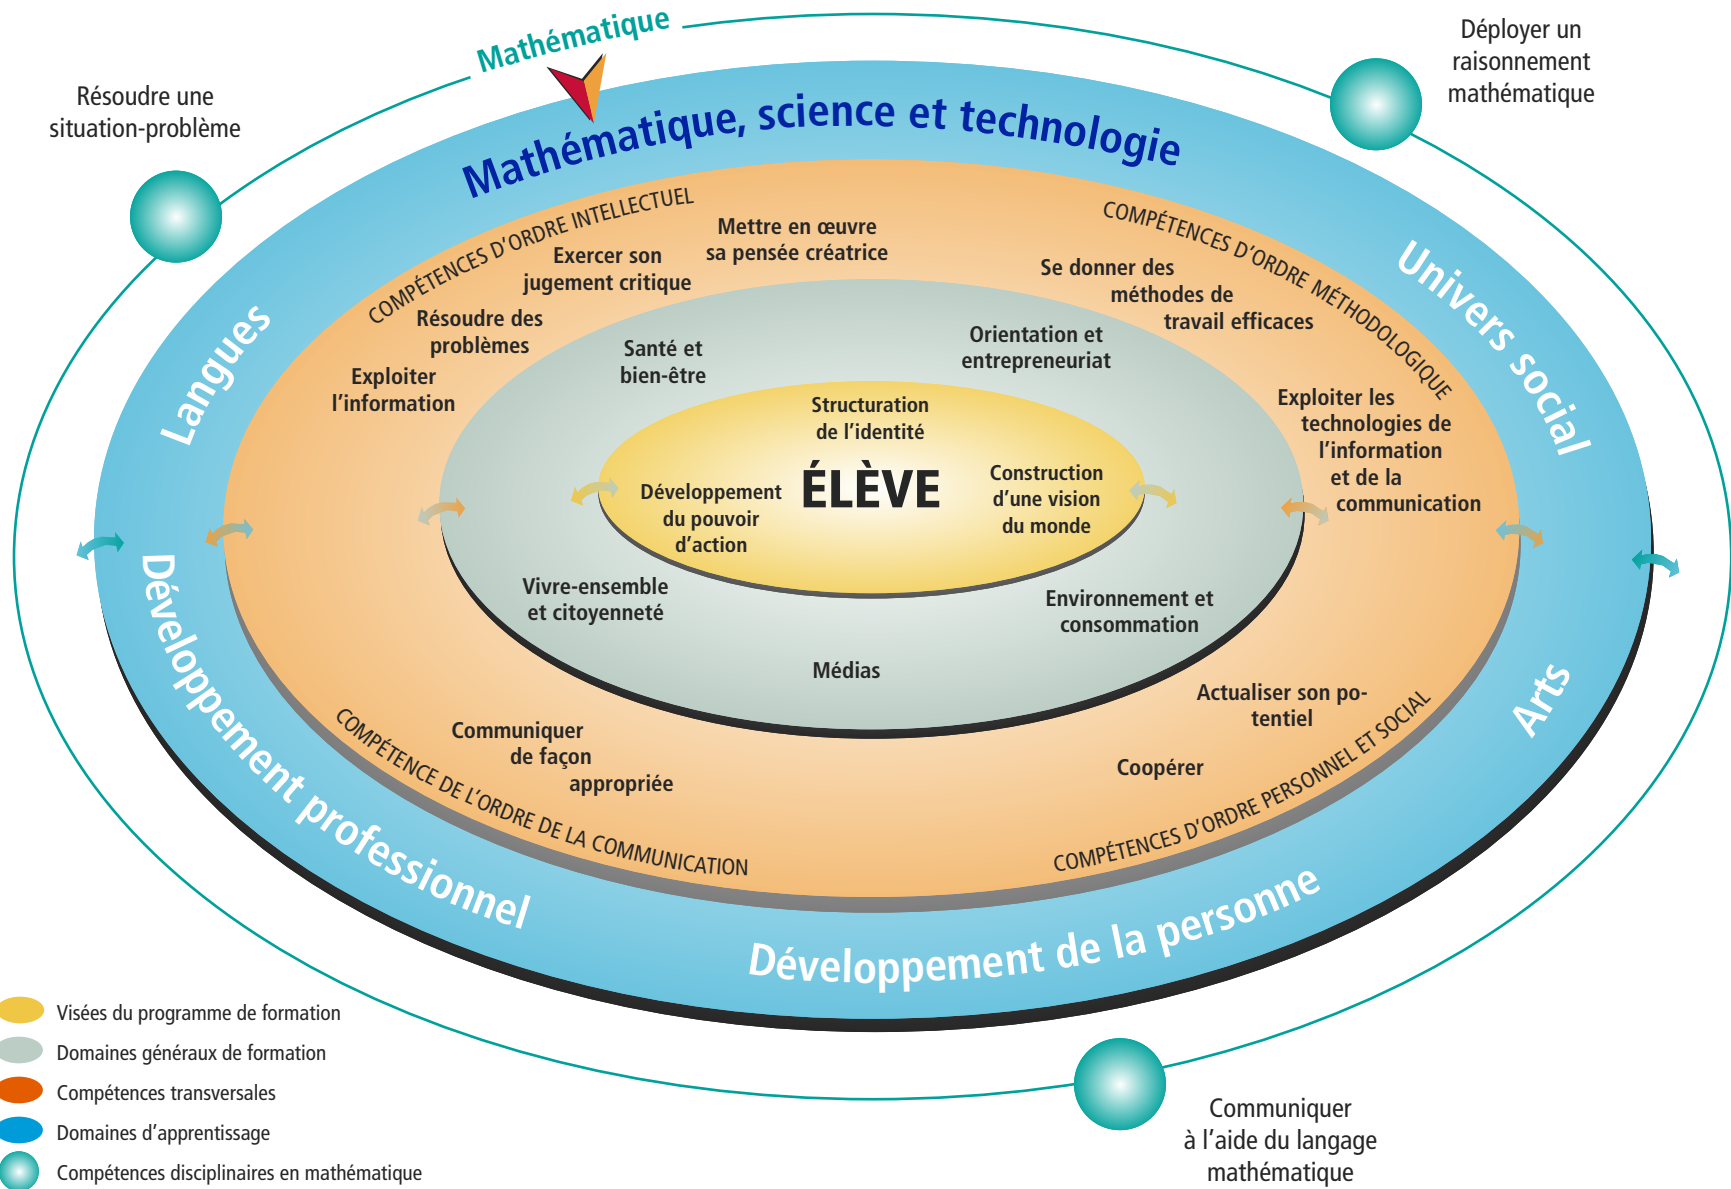 Mathématique
Déployer un
raisonnement
mathématique
Résoudre une
situation-problème
Mathématique, science et technologie
Langues
Univers social
Arts
Développement de la personne
Développement professionnel
COMPÉTENCES D'ORDRE INTELLECTUEL
Mettre en œuvre
sa pensée créatrice
Exercer son
jugement critique
Résoudre des
problèmes
Exploiter
l'information
COMPÉTENCES D'ORDRE MÉTHODOLOGIQUE
Se donner des
méthodes de
travail efficaces
Exploiter les
technologies de
l'information
et de la
communication
Santé et
bien-être
Orientation et
entrepreneuriat
Structuration
de l'identité
ÉLÈVE
Développement
du pouvoir
d'action
Construction
d'une vision
du monde
Vivre-ensemble
et citoyenneté
Environnement et
consommation
Médias
Communiquer
de façon
appropriée
COMPÉTENCE DE L'ORDRE DE LA COMMUNICATION
Actualiser son po-
tentiel
Coopérer
COMPÉTENCES D'ORDRE PERSONNEL ET SOCIAL
Visées du programme de formation
Domaines généraux de formation
Compétences transversales
Domaines d'apprentissage
Compétences disciplinaires en mathématique
Communiquer
à l'aide du langage
mathématique